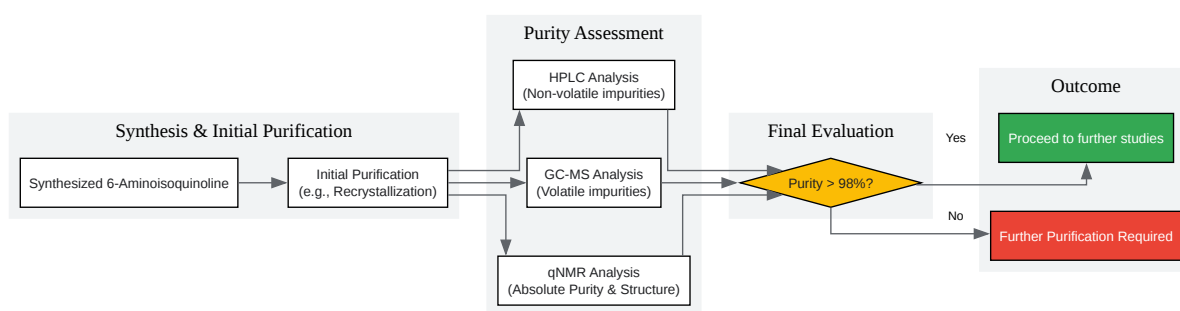 Synthesis & Initial Purification
Synthesized 6-Aminoisoquinoline
Initial Purification
(e.g., Recrystallization)
Purity Assessment
HPLC Analysis
(Non-volatile impurities)
GC-MS Analysis
(Volatile impurities)
qNMR Analysis
(Absolute Purity & Structure)
Final Evaluation
Purity > 98%?
Yes
No
Outcome
Proceed to further studies
Further Purification Required